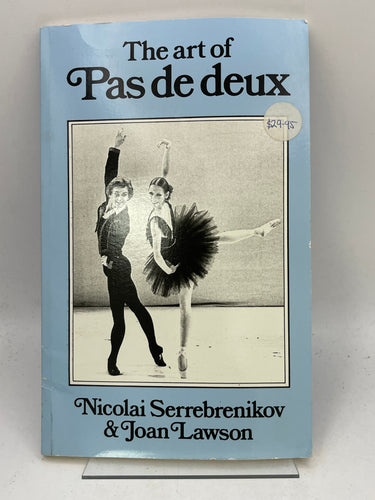 The art of
Pas de deux
$29.95
Nicolai Serrebrenikov
& Joan Lawson